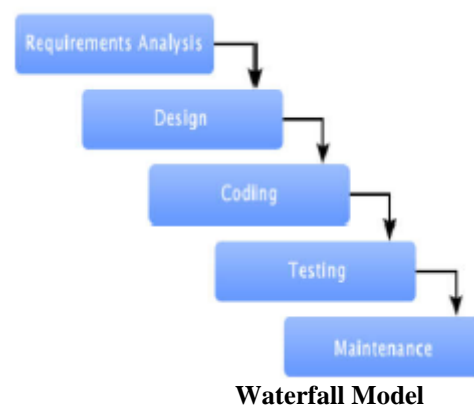 Requirements Analysis
Design
Coding
Testing
Maintenance
Waterfall Model